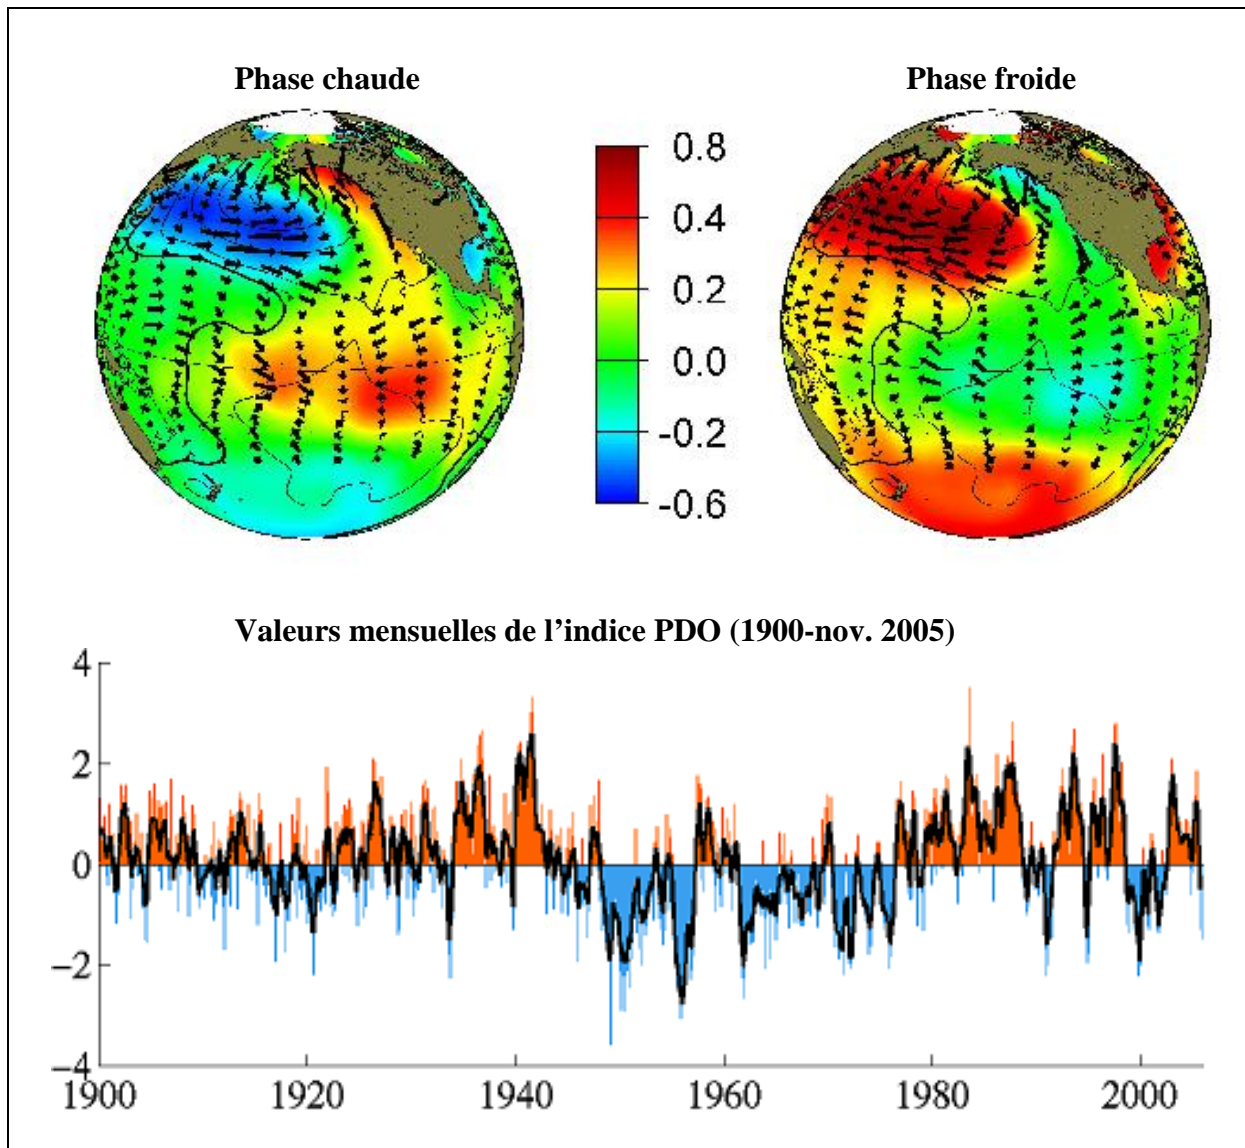 Phase chaude
Phase froide
0.8
0.4
0.2
0.0
-0.2
-0.6
Valeurs mensuelles de l’indice PDO (1900-nov. 2005)
4
2
0
−2
−4
1900 1920 1940 1960 1980 2000